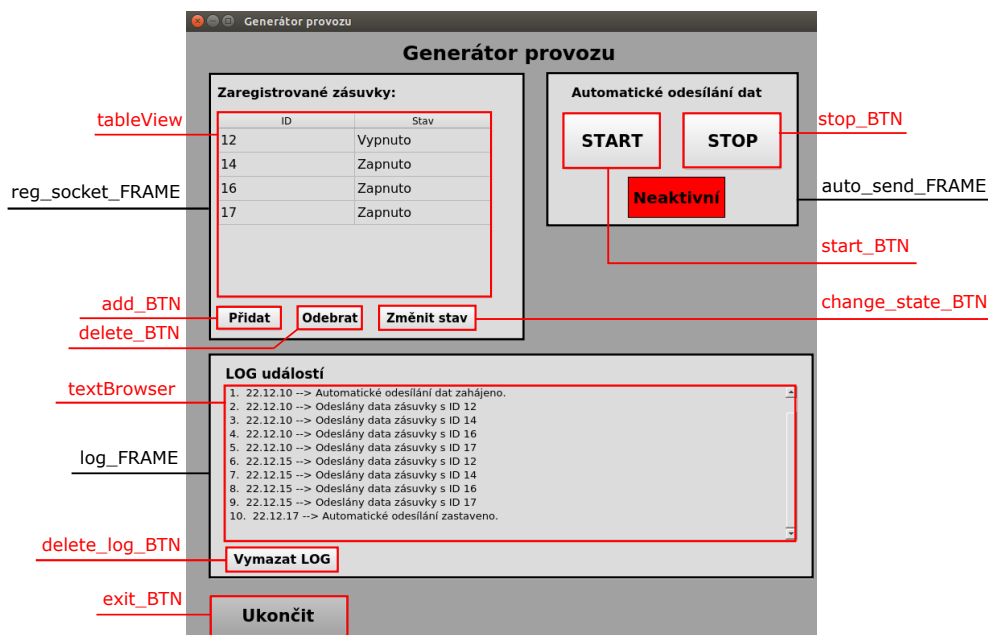 Generátor provozu
Generátor provozu
Zaregistrované zásuvky:
Automatické odesílání dat
tableView
stop_BTN
ID Stav
12 Vypnuto
14 Zapnuto
16 Zapnuto
17 Zapnuto
START STOP
Neaktivní
reg_socket_FRAME
auto_send_FRAME
start_BTN
add_BTN
change_state_BTN
Přidat Odebrat Změnit stav
delete_BTN
LOG událostí
textBrowser
1. 22.12.10 --> Automatické odesílání dat zahájeno.
2. 22.12.10 --> Odeslány data zásuvky s ID 12
3. 22.12.10 --> Odeslány data zásuvky s ID 14
4. 22.12.10 --> Odeslány data zásuvky s ID 16
5. 22.12.10 --> Odeslány data zásuvky s ID 17
6. 22.12.15 --> Odeslány data zásuvky s ID 12
7. 22.12.15 --> Odeslány data zásuvky s ID 14
8. 22.12.15 --> Odeslány data zásuvky s ID 16
9. 22.12.15 --> Odeslány data zásuvky s ID 17
10. 22.12.17 --> Automatické odesílání zastaveno.
log_FRAME
delete_log_BTN
Vymazat LOG
exit_BTN
Ukončit